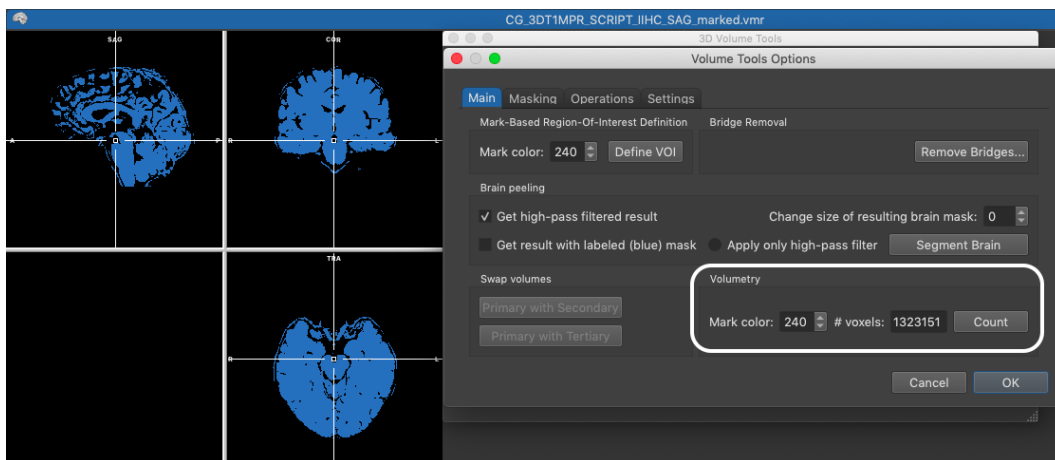 CG_3DT1MPR_SCRIPT_IIHC_SAG_marked.vmr
SAG
COR
3D Volume Tools
Volume Tools Options
Main Masking Operations Settings
Mark-Based Region-Of-Interest Definition
Bridge Removal
A
P
R
L
Mark color: 240 Define VOI
Remove Bridges...
Brain peeling
Get high-pass filtered result
Change size of resulting brain mask: 0
Get result with labeled (blue) mask
Apply only high-pass filter
Segment Brain
TRA
Swap volumes
Volumetry
Primary with Secondary
Mark color: 240 # voxels: 1323151 Count
Primary with Tertiary
R
L
Cancel
OK